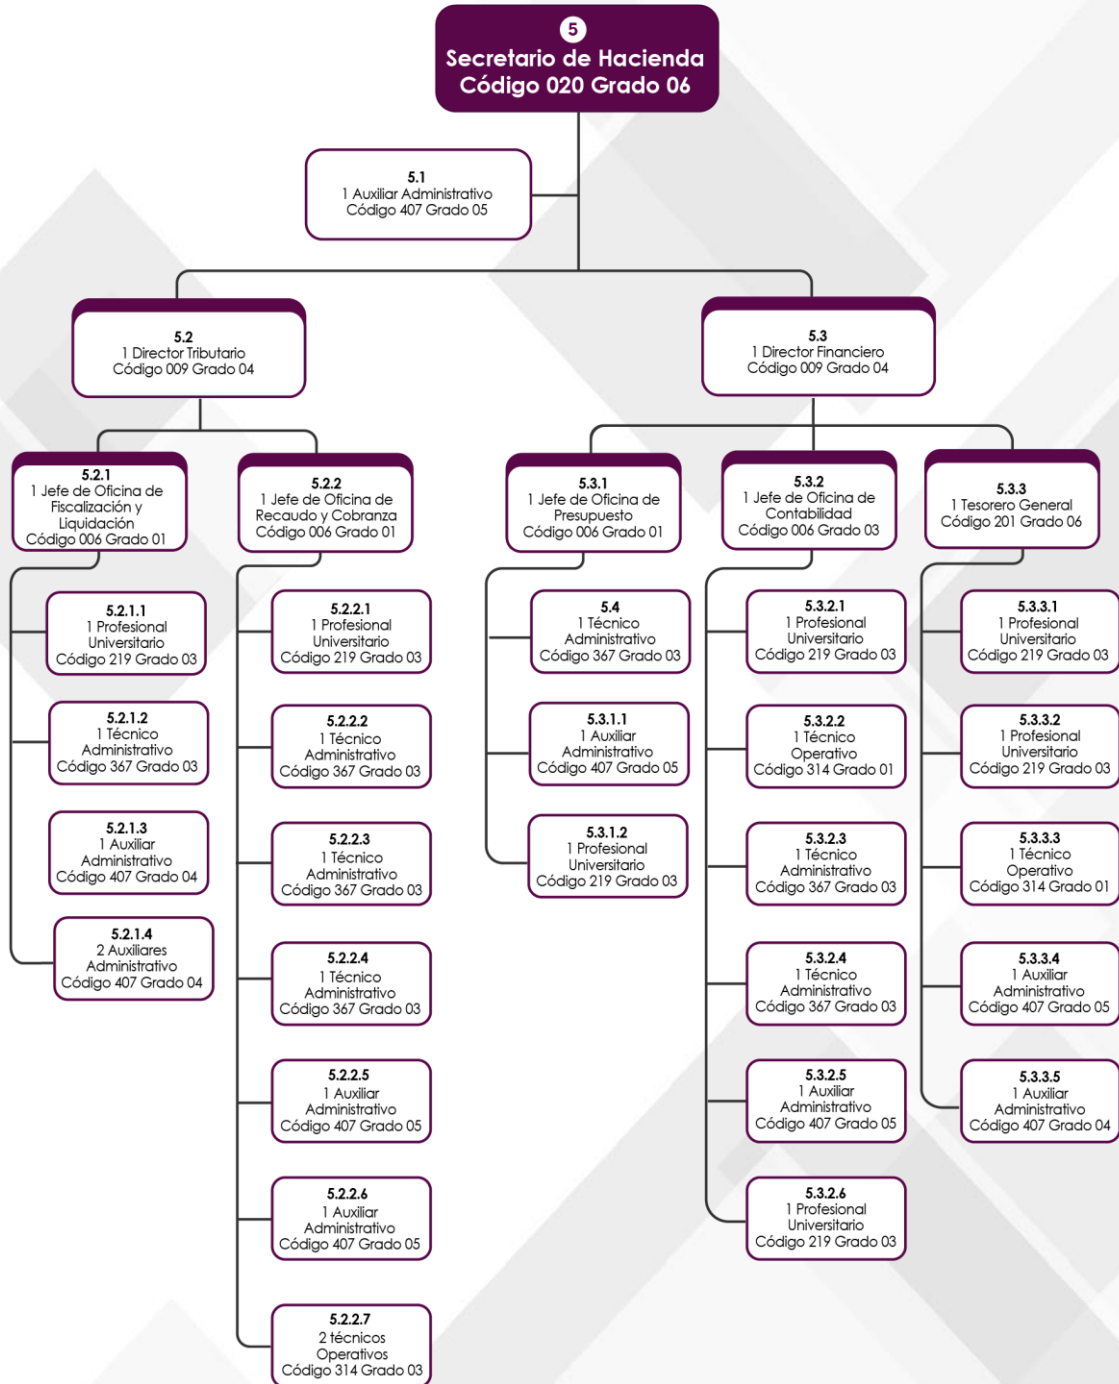 5
Secretario de Hacienda
Código 020 Grado 06
5.1
1 Auxiliar Administrativo
Código 407 Grado 05
5.2
1 Director Tributario
Código 009 Grado 04
5.3
1 Director Financiero
Código 009 Grado 04
5.2.1
1 Jefe de Oficina de
Fiscalización y
Liquidación
Código 006 Grado 01
5.2.2
1 Jefe de Oficina de
Recaudo y Cobranza
Código 006 Grado 01
5.3.1
1 Jefe de Oficina de
Presupuesto
Código 006 Grado 01
5.3.2
1 Jefe de Oficina de
Contabilidad
Código 006 Grado 03
5.3.3
1 Tesorero General
Código 201 Grado 06
5.2.1.1
1 Profesional
Universitario
Código 219 Grado 03
5.2.1.2
1 Técnico
Administrativo
Código 367 Grado 03
5.2.1.3
1 Auxiliar
Administrativo
Código 407 Grado 04
5.2.1.4
2 Auxiliares
Administrativo
Código 407 Grado 04
5.2.2.1
1 Profesional
Universitario
Código 219 Grado 03
5.2.2.2
1 Técnico
Administrativo
Código 367 Grado 03
5.2.2.3
1 Técnico
Administrativo
Código 367 Grado 03
5.2.2.4
1 Técnico
Administrativo
Código 367 Grado 03
5.2.2.5
1 Auxiliar
Administrativo
Código 407 Grado 05
5.2.2.6
1 Auxiliar
Administrativo
Código 407 Grado 05
5.2.2.7
2 técnicos
Operativos
Código 314 Grado 03
5.4
1 Técnico
Administrativo
Código 367 Grado 03
5.3.1.1
1 Auxiliar
Administrativo
Código 407 Grado 05
5.3.1.2
1 Profesional
Universitario
Código 219 Grado 03
5.3.2.1
1 Profesional
Universitario
Código 219 Grado 03
5.3.2.2
1 Técnico
Operativo
Código 314 Grado 01
5.3.2.3
1 Técnico
Administrativo
Código 367 Grado 03
5.3.2.4
1 Técnico
Administrativo
Código 367 Grado 03
5.3.2.5
1 Auxiliar
Administrativo
Código 407 Grado 05
5.3.2.6
1 Profesional
Universitario
Código 219 Grado 03
5.3.3.1
1 Profesional
Universitario
Código 219 Grado 03
5.3.3.2
1 Profesional
Universitario
Código 219 Grado 03
5.3.3.3
1 Técnico
Operativo
Código 314 Grado 01
5.3.3.4
1 Auxiliar
Administrativo
Código 407 Grado 05
5.3.3.5
1 Auxiliar
Administrativo
Código 407 Grado 04